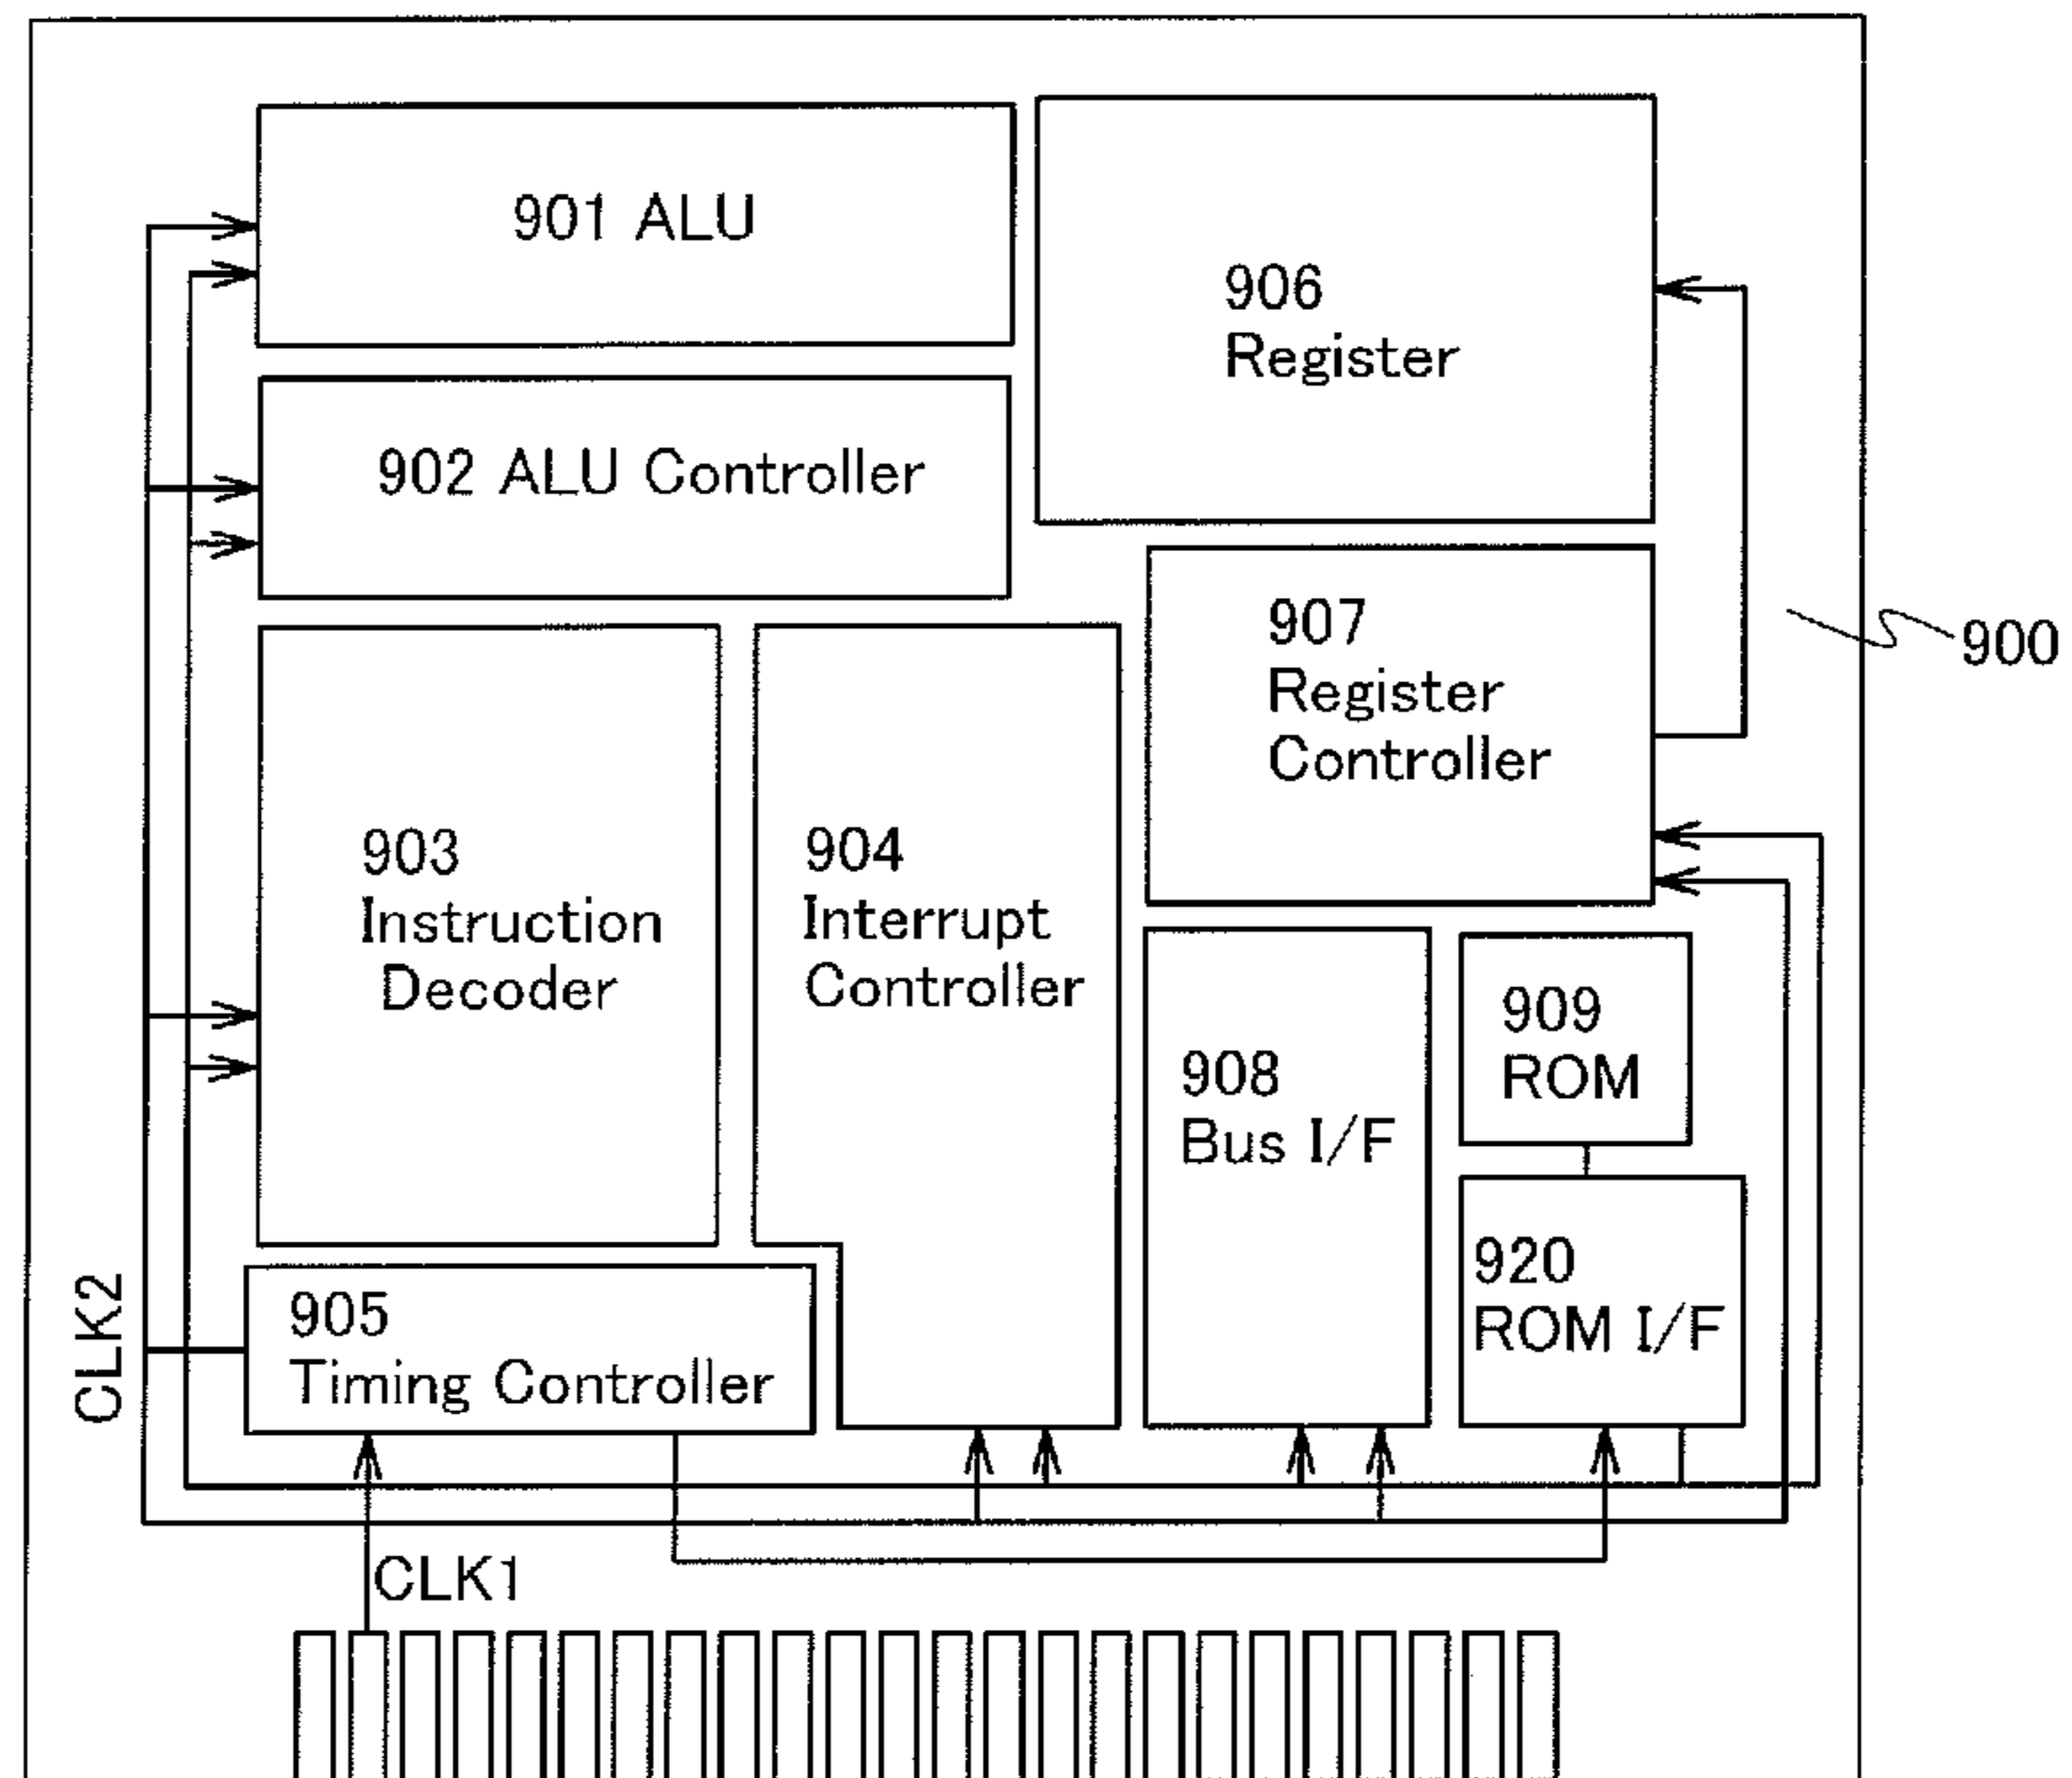 901 ALU
906
Register
902 ALU Controller
907
Register
Controller
900
903
Instruction
Decoder
904
Interrupt
Controller
908
Bus I/F
909
ROM
920
ROM I/F
905
Timing Controller
CLK2
CLK1